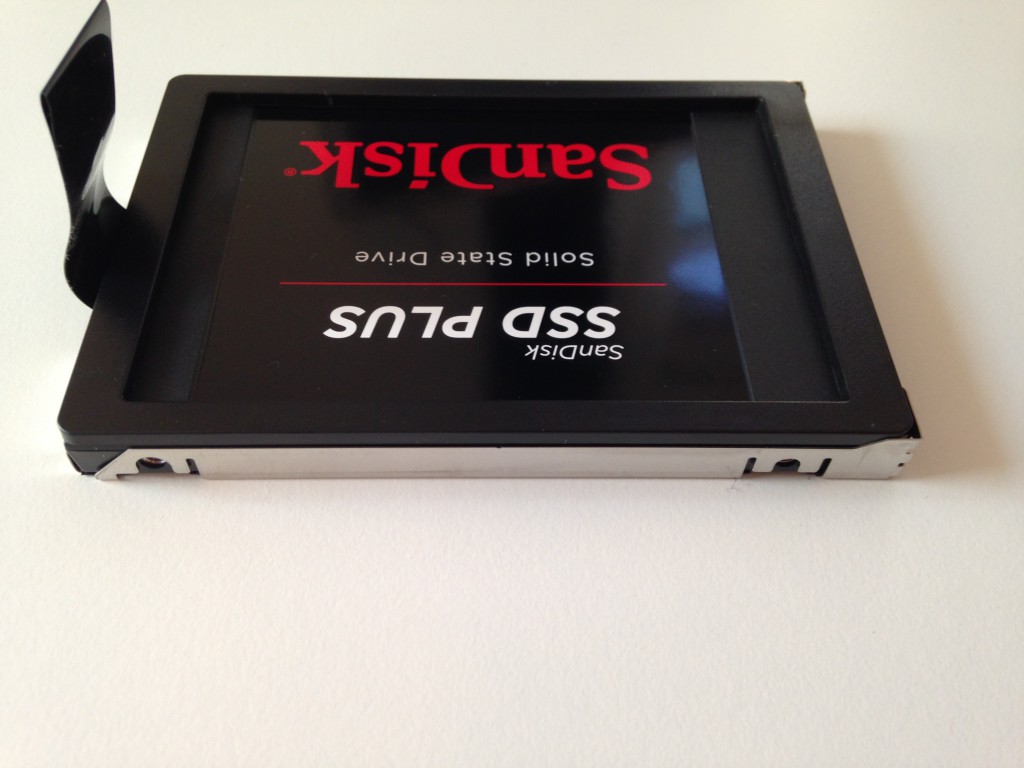 SanDisk
SSD PLUS
Solid State Drive
SanDisk®